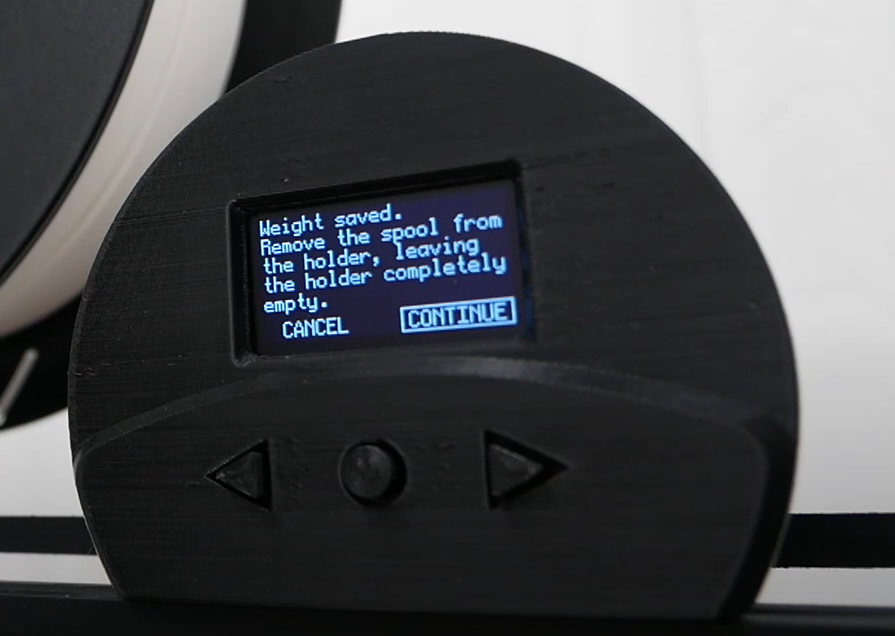 Weight saved.
Remove the spool from
the holder, leaving
the holder completely
empty.
CANCEL CONTINUE